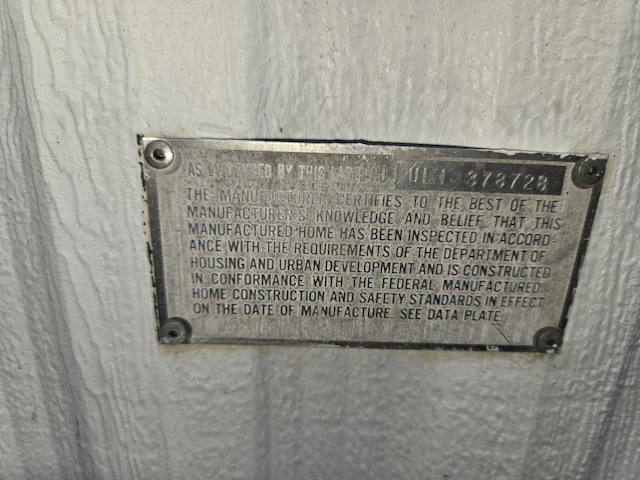 AS EVIDENCED BY THIS LABEL NO. ULI 378728
THE MANUFACTURER CERTIFIES TO THE BEST OF THE
MANUFACTURER'S KNOWLEDGE AND BELIEF THAT THIS
MANUFACTURED HOME HAS BEEN INSPECTED IN ACCORD-
ANCE WITH THE REQUIREMENTS OF THE DEPARTMENT OF
HOUSING AND URBAN DEVELOPMENT AND IS CONSTRUCTED
IN CONFORMANCE WITH THE FEDERAL MANUFACTURED
HOME CONSTRUCTION AND SAFETY STANDARDS IN EFFECT
ON THE DATE OF MANUFACTURE. SEE DATA PLATE.